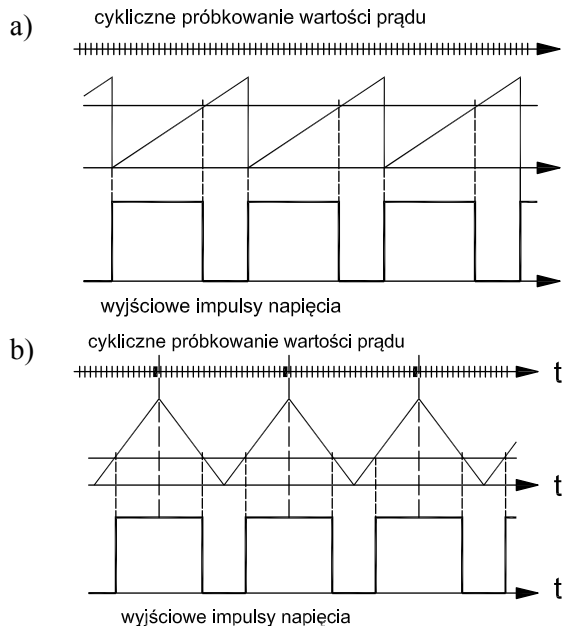 a)
cykliczne próbkowanie wartości prądu
wyjściowe impulsy napięcia
b)
cykliczne próbkowanie wartości prądu
t
t
t
wyjściowe impulsy napięcia